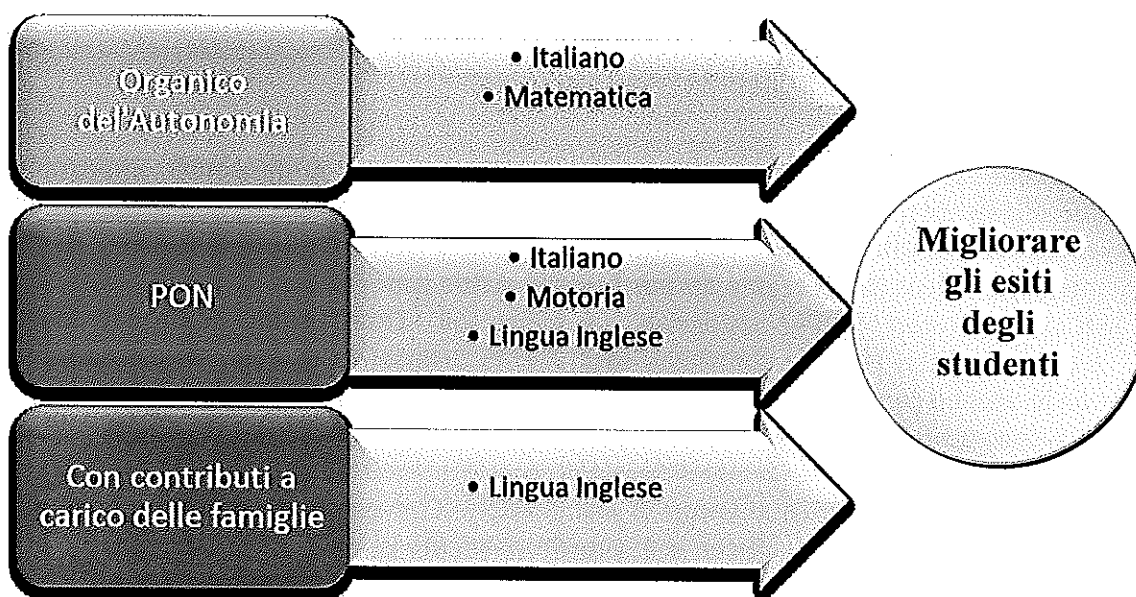 Organico
del'Autonomia
• Italiano
• Matematica
PON
• Italiano
• Motoria
• Lingua Inglese
Con contributi a
carico delle famiglie
• Lingua Inglese
Migliorare
gli esiti
degli
studenti